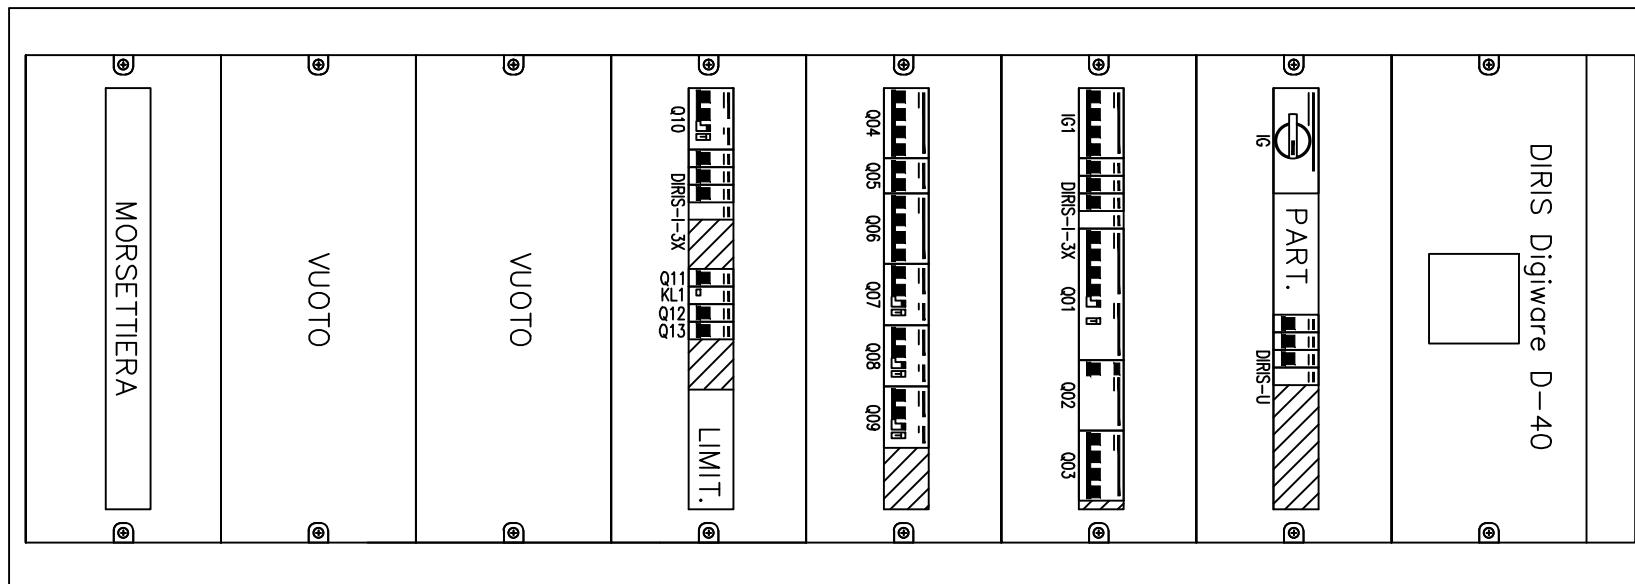 DIRIS Digiware D-40
IG
PART.
DIRIS-U
IG1
DIRIS-I-3X
Q01
Q02
Q03
Q04
Q05
Q06
Q07
Q08
Q09
Q10
DIRIS-I-3X
Q11
KL1
Q12
Q13
LIMIT.
VUOTO
VUOTO
MORSETTIERA